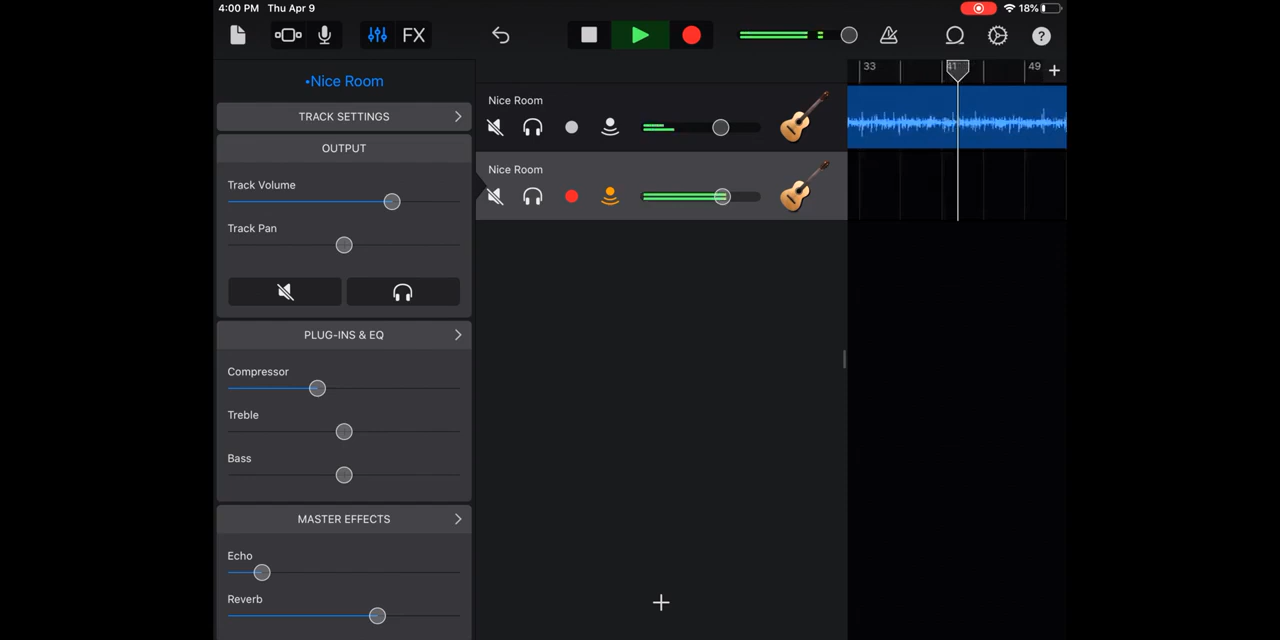 4:00 PM Thu Apr 9
18%
FX
?
•Nice Room
TRACK SETTINGS
OUTPUT
Track Volume
Track Pan
PLUG-INS & EQ
Compressor
Treble
Bass
MASTER EFFECTS
Echo
Reverb
Nice Room
Nice Room
33 41 49 +